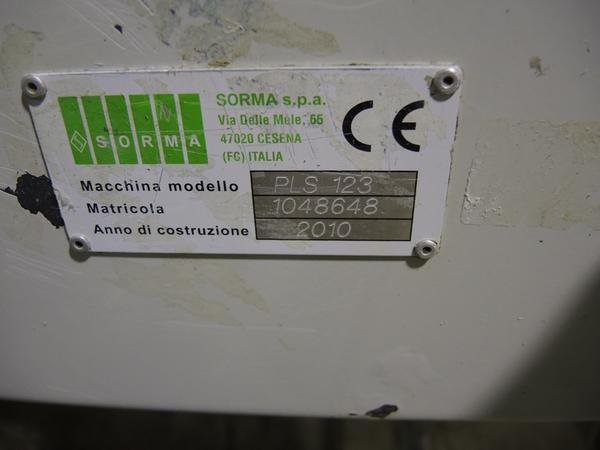 SORMA
SORMA s.p.a.
Via Delle Mele, 55
47020 CESENA
(FC) ITALIA
CE
Macchina modello PLS 123
Matricola 1048648
Anno di costruzione 2010